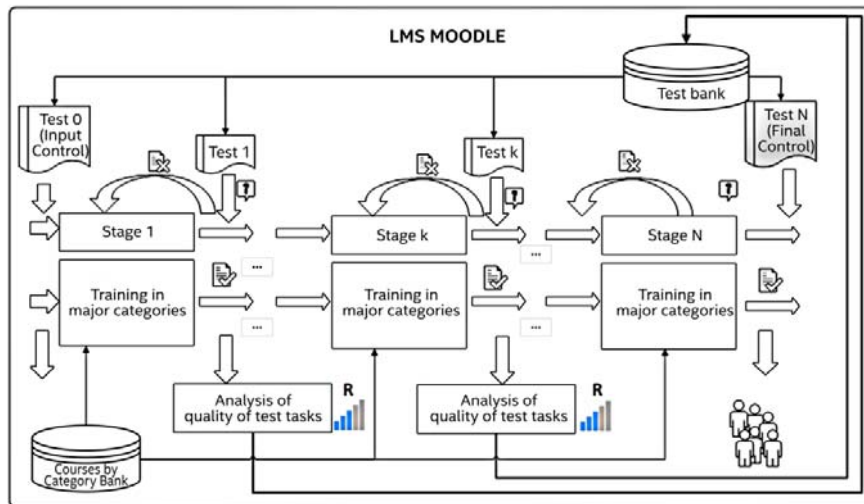 LMS MOODLE
Test bank
Test 0
(Input
Control)
Test 1
Test k
Test N
(Final
Control)
Stage 1
...
Stage k
...
Stage N
Training in
major categories
...
Training in
major categories
...
Training in
major categories
Analysis of
quality of test tasks
R
Analysis of
quality of test tasks
R
Courses by
Category Bank